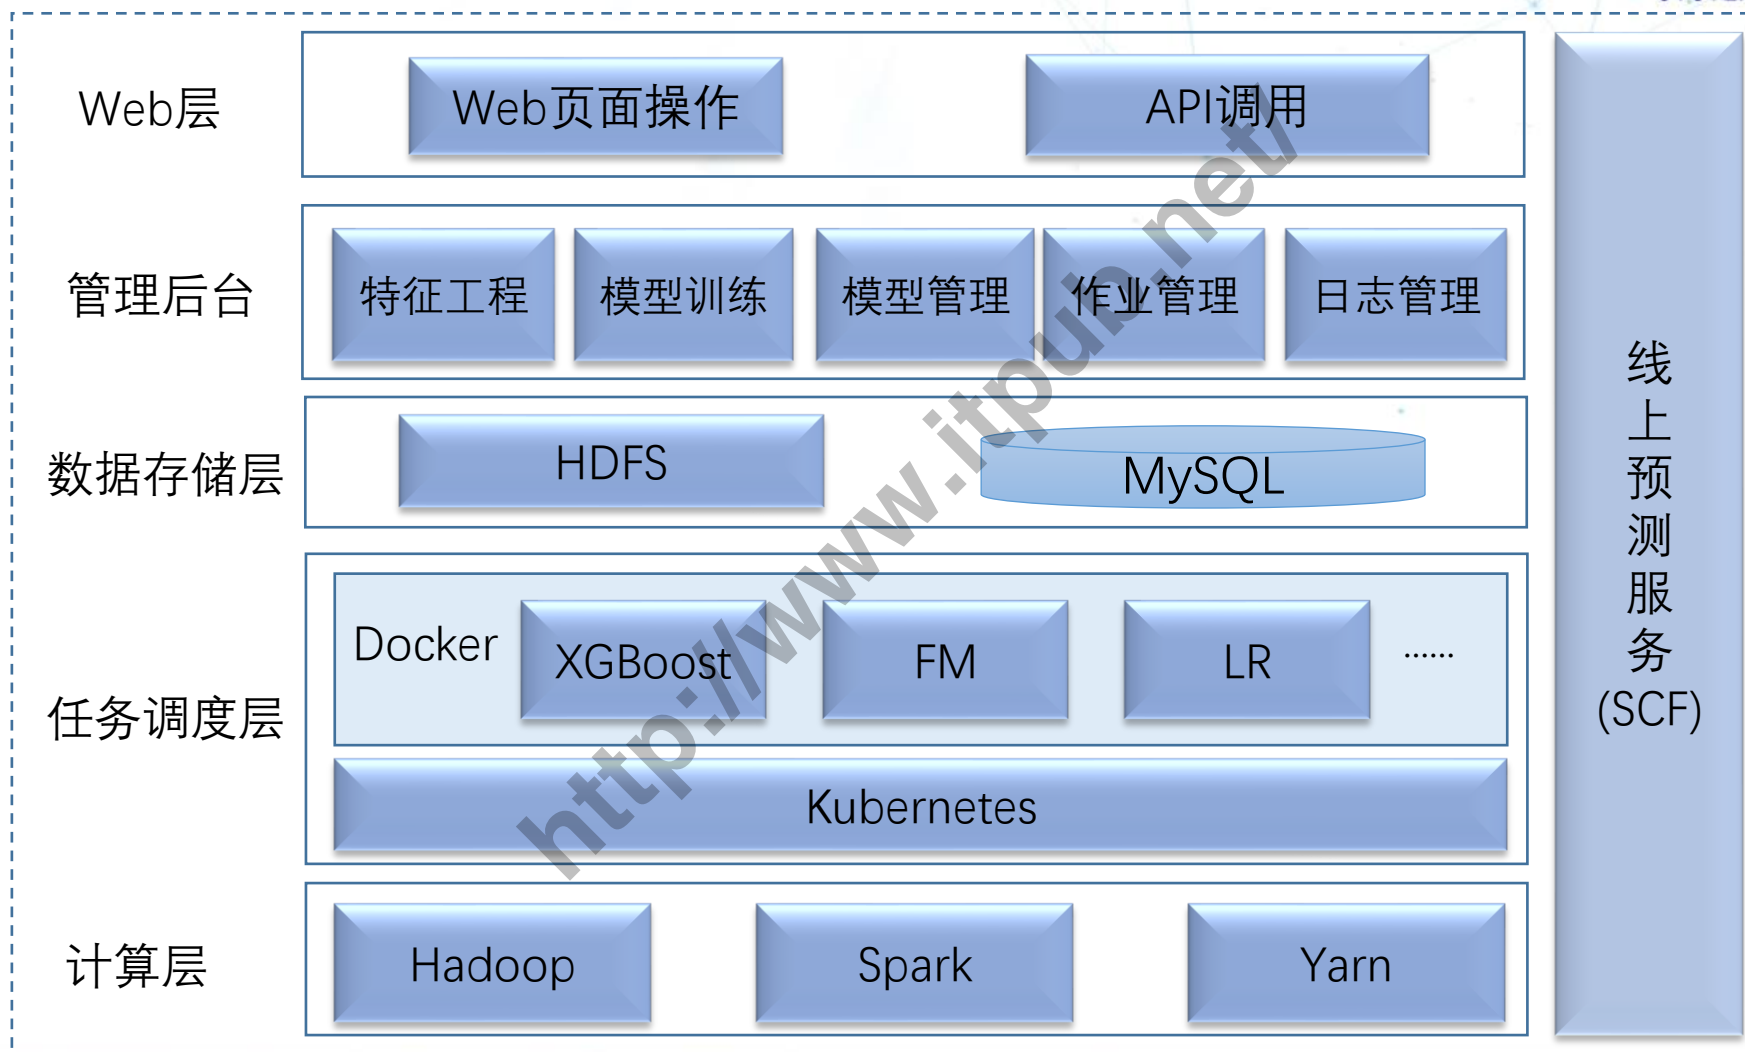 Web层
Web页面操作
API调用
管理后台
特征工程
模型训练
模型管理
作业管理
日志管理
数据存储层
HDFS
MySQL
任务调度层
Docker
XGBoost
FM
LR
......
Kubernetes
计算层
Hadoop
Spark
Yarn
线
上
预
测
服
务
(SCF)
http://www.itpub.net/